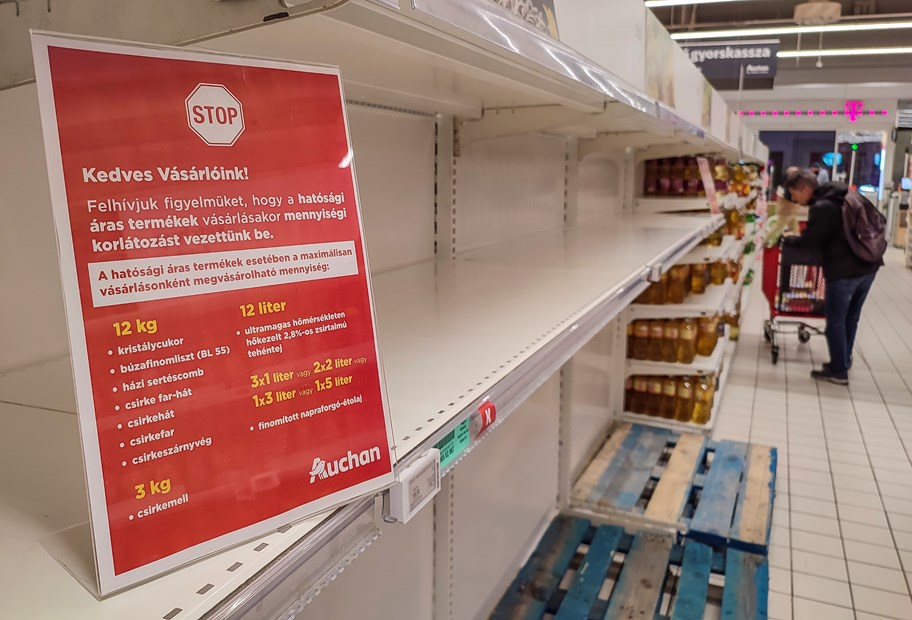 STOP
Kedves Vásárlóink!
Felhívjuk figyelmüket, hogy a hatósági
áras termékek vásárlásakor mennyiségi
korlátozást vezettünk be.
A hatósági áras termékek esetében a maximálisan
vásárlásonként megvásárolható mennyiség:
12 kg
• kristálycukor
• búzafinomliszt (BL 55)
• házi sertéscomb
• csirke far-hát
• csirkehát
• csirkefar
• csirkeszárnyvég
3 kg
• csirkemell
12 liter
• ultramagas hőmérsékleten
hőkezelt 2,8%-os zsírtalmú
tehéntej
3x1 liter vagy 2x2 liter vagy
1x3 liter vagy 1x5 liter
• finomított napraforgó-étolaj
Auchan
gyorskassza
Auchan
X
T